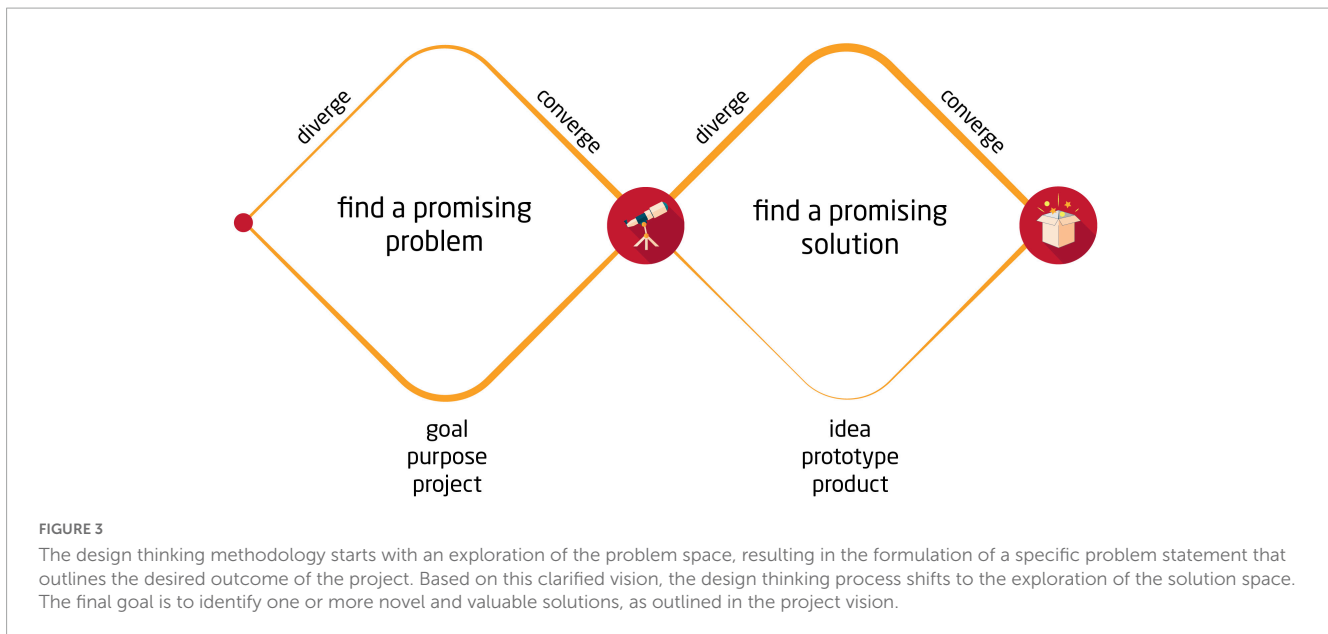 diverge
converge
diverge
converge
find a promising
problem
find a promising
solution
goal
purpose
project
idea
prototype
product
FIGURE 3
The design thinking methodology starts with an exploration of the problem space, resulting in the formulation of a specific problem statement that
outlines the desired outcome of the project. Based on this clarified vision, the design thinking process shifts to the exploration of the solution space.
The final goal is to identify one or more novel and valuable solutions, as outlined in the project vision.